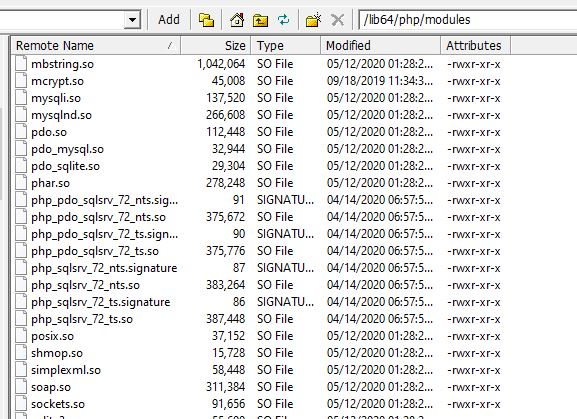 Add /lib64/php/modules
Remote Name / Size Type Modified Attributes
mbstring.so 1,042,064 SO File 05/12/2020 01:28:2... -rwxr-xr-x
mcrypt.so 45,008 SO File 09/18/2019 11:34:3... -rwxr-xr-x
mysqli.so 137,520 SO File 05/12/2020 01:28:2... -rwxr-xr-x
mysqlnd.so 266,608 SO File 05/12/2020 01:28:2... -rwxr-xr-x
pdo.so 112,448 SO File 05/12/2020 01:28:2... -rwxr-xr-x
pdo_mysql.so 32,944 SO File 05/12/2020 01:28:2... -rwxr-xr-x
pdo_sqlite.so 29,304 SO File 05/12/2020 01:28:2... -rwxr-xr-x
phar.so 278,248 SO File 05/12/2020 01:28:2... -rwxr-xr-x
php_pdo_sqlsrv_72_nts.sig... 91 SIGNATU... 04/14/2020 06:57:5... -rwxr-xr-x
php_pdo_sqlsrv_72_nts.so 375,672 SO File 04/14/2020 06:57:5... -rwxr-xr-x
php_pdo_sqlsrv_72_ts.sign... 90 SIGNATU... 04/14/2020 06:57:5... -rwxr-xr-x
php_pdo_sqlsrv_72_ts.so 375,776 SO File 04/14/2020 06:57:5... -rwxr-xr-x
php_sqlsrv_72_nts.signature 87 SIGNATU... 04/14/2020 06:57:5... -rwxr-xr-x
php_sqlsrv_72_nts.so 383,264 SO File 04/14/2020 06:57:5... -rwxr-xr-x
php_sqlsrv_72_ts.signature 86 SIGNATU... 04/14/2020 06:57:5... -rwxr-xr-x
php_sqlsrv_72_ts.so 387,448 SO File 04/14/2020 06:57:5... -rwxr-xr-x
posix.so 37,152 SO File 05/12/2020 01:28:2... -rwxr-xr-x
shmop.so 15,728 SO File 05/12/2020 01:28:2... -rwxr-xr-x
simplexml.so 58,448 SO File 05/12/2020 01:28:2... -rwxr-xr-x
soap.so 311,384 SO File 05/12/2020 01:28:2... -rwxr-xr-x
sockets.so 91,656 SO File 05/12/2020 01:28:2... -rwxr-xr-x